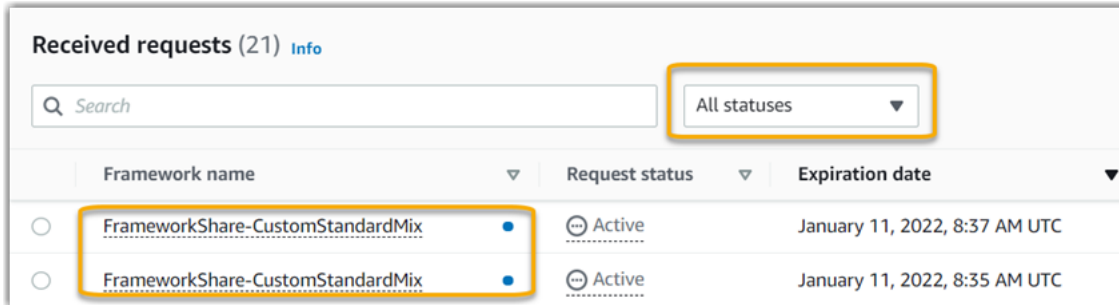 Received requests (21) Info
Search
All statuses
Framework name Request status Expiration date
FrameworkShare-CustomStandardMix Active January 11, 2022, 8:37 AM UTC
FrameworkShare-CustomStandardMix Active January 11, 2022, 8:35 AM UTC